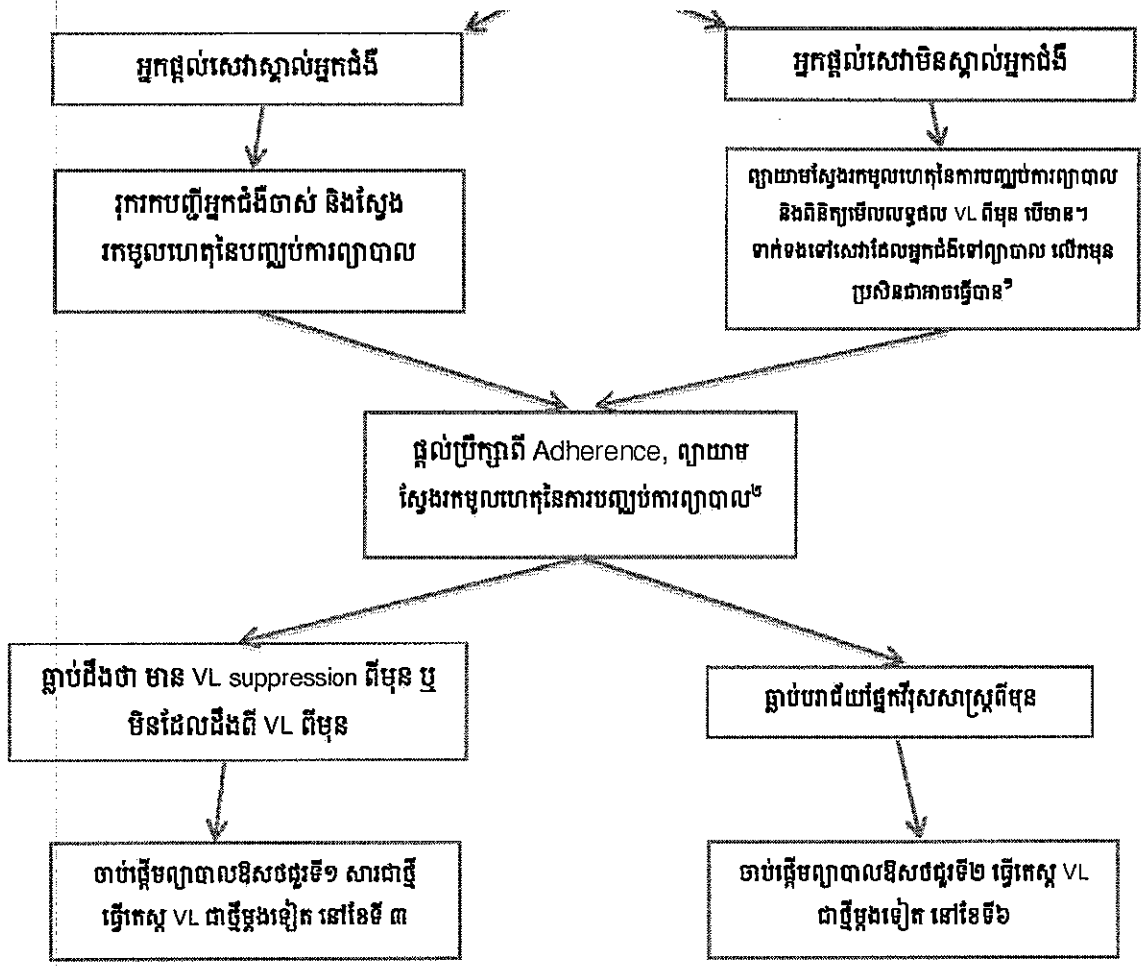 អ្នកផ្តល់សេវាស្គាល់អ្នកជំងឺ
អ្នកផ្តល់សេវាមិនស្គាល់អ្នកជំងឺ
រុករកបញ្ជីអ្នកជំងឺចាស់ និងស្វែង
រកមូលហេតុនៃបញ្ឈប់ការព្យាបាល
ព្យាយាមស្វែងរកមូលហេតុនៃការបញ្ឈប់ការព្យាបាល
និងពិនិត្យមើលលទ្ធផល VL ពីមុន បើមាន។
ទាក់ទងទៅសេវាដែលអ្នកជំងឺទៅព្យាបាល លើកមុន
ប្រសិនជាអាចធ្វើបាន
ផ្តល់ប្រឹក្សាពី Adherence, ព្យាយាម
ស្វែងរកមូលហេតុនៃការបញ្ឈប់ការព្យាបាល២
ធ្លាប់ដឹងថា មាន VL suppression ពីមុន ឬ
មិនដែលដឹងពី VL ពីមុន
ធ្លាប់បរាជ័យផ្នែកវីរុសសាស្ត្រពីមុន
ចាប់ផ្តើមព្យាបាលឱសថជួរទី១ សារជាថ្មី
ធ្វើតេស្ត VL ជាថ្មីម្តងទៀត នៅខែទី ៣
ចាប់ផ្តើមព្យាបាលឱសថជួរទី២ ធ្វើតេស្ត VL
ជាថ្មីម្តងទៀត នៅខែទី៦